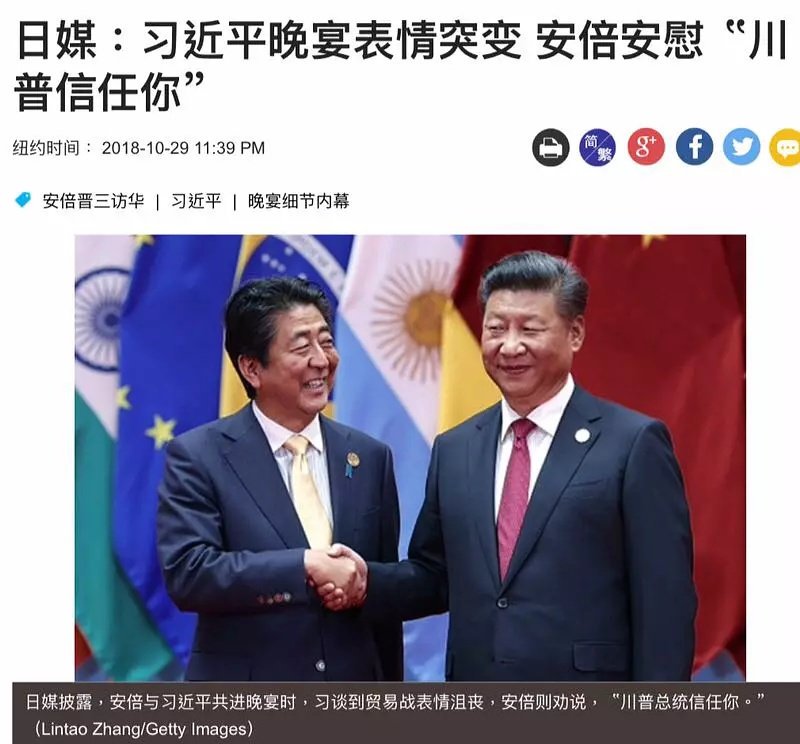 日媒：习近平晚宴表情突变 安倍安慰“川
普信任你”
纽约时间： 2018-10-29 11:39 PM
简
繁
g+
f
安倍晋三访华 | 习近平 | 晚宴细节内幕
日媒披露，安倍与习近平共进晚宴时，习谈到贸易战表情沮丧，安倍则劝说，“川普总统信任你。”
（Lintao Zhang/Getty Images）